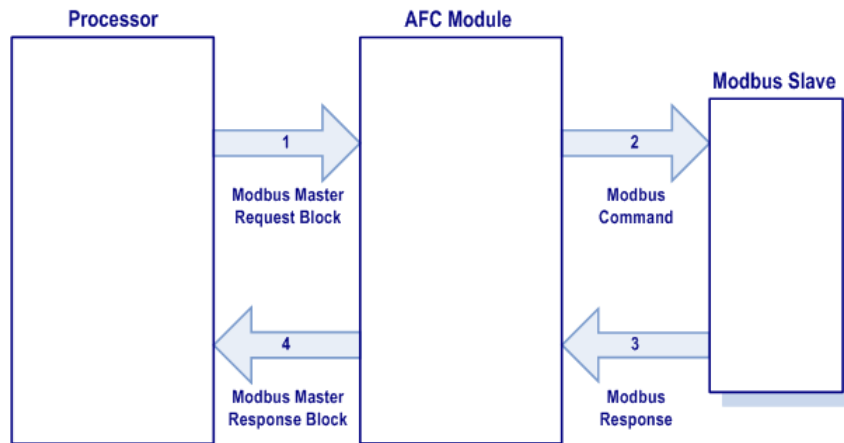 Processor
AFC Module
Modbus Slave
1
2
Modbus Master
Request Block
Modbus
Command
4
3
Modbus Master
Response Block
Modbus
Response